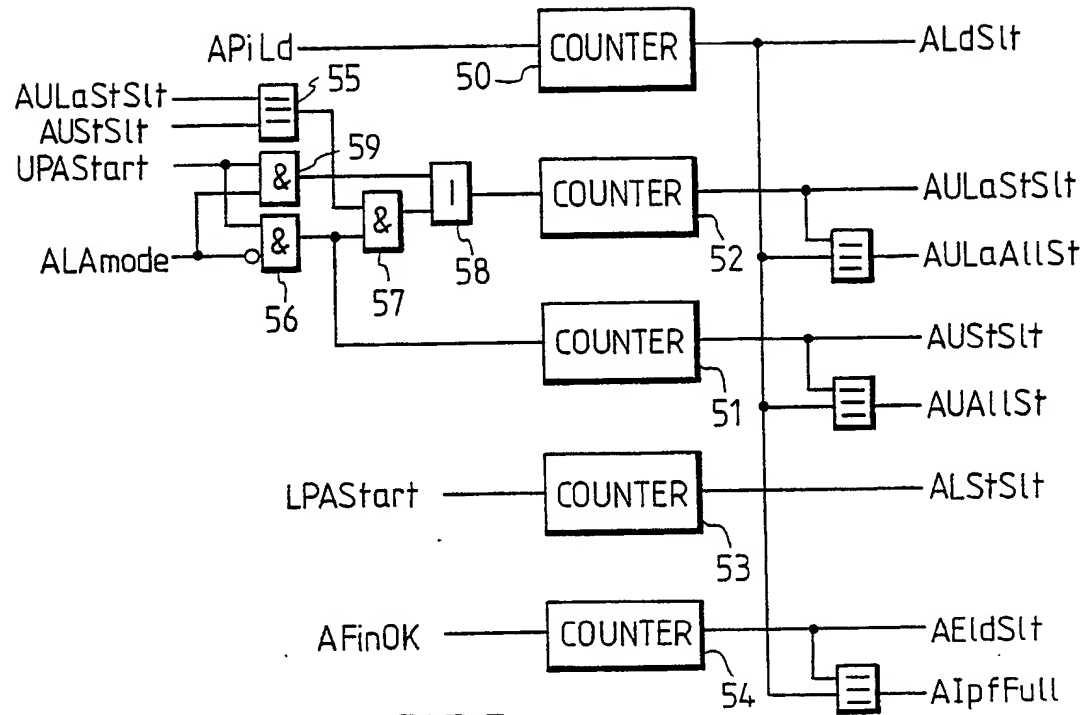 APiLd
COUNTER
50
ALdSlt
AULaStSlt
55
AUStSlt
UPAStart
&
59
ALAmode
&
56
&
57
|
58
COUNTER
52
AULaStSlt
AULaAllSt
COUNTER
51
AUStSlt
AUAllSt
LPAStart
COUNTER
53
ALStSlt
AFinOK
COUNTER
54
AEldSlt
AIpfFull